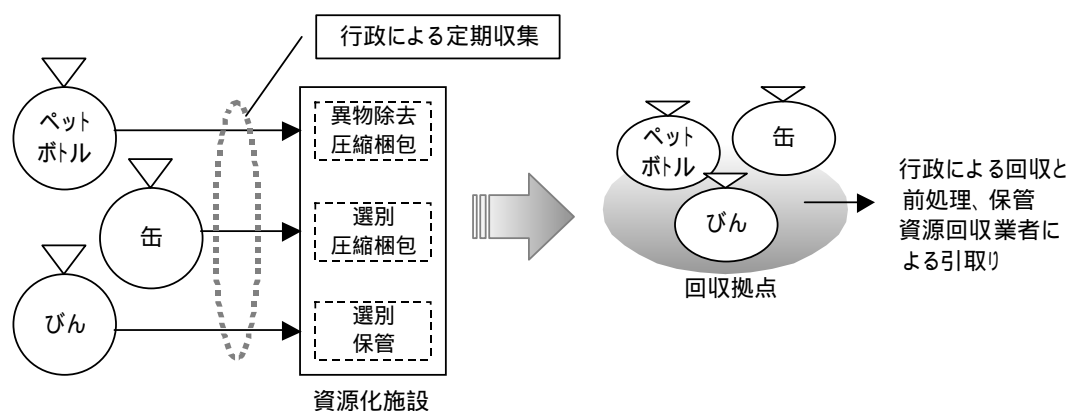 行政による定期収集
ペット
ボトル
缶
びん
異物除去
圧縮梱包
選別
圧縮梱包
選別
保管
資源化施設
ペット
ボトル
缶
びん
回収拠点
行政による回収と
前処理、保管
資源回収業者に
よる引取り